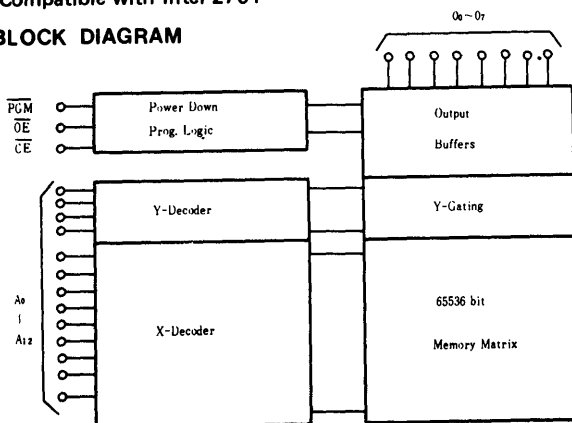 Compatible with Intel 2764
BLOCK DIAGRAM
O₀~O₇
PGM
OE
CE
Power Down
Prog. Logic
Output
Buffers
Y-Decoder
Y-Gating
A₀
~
A₁₂
X-Decoder
65536 bit
Memory Matrix